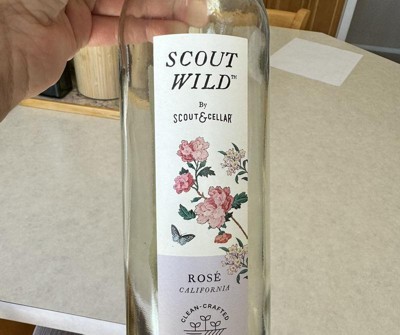 SCOUT
WILD™
By
SCOUT & CELLAR®
ROSÉ
CALIFORNIA
CLEAN-CRAFTED